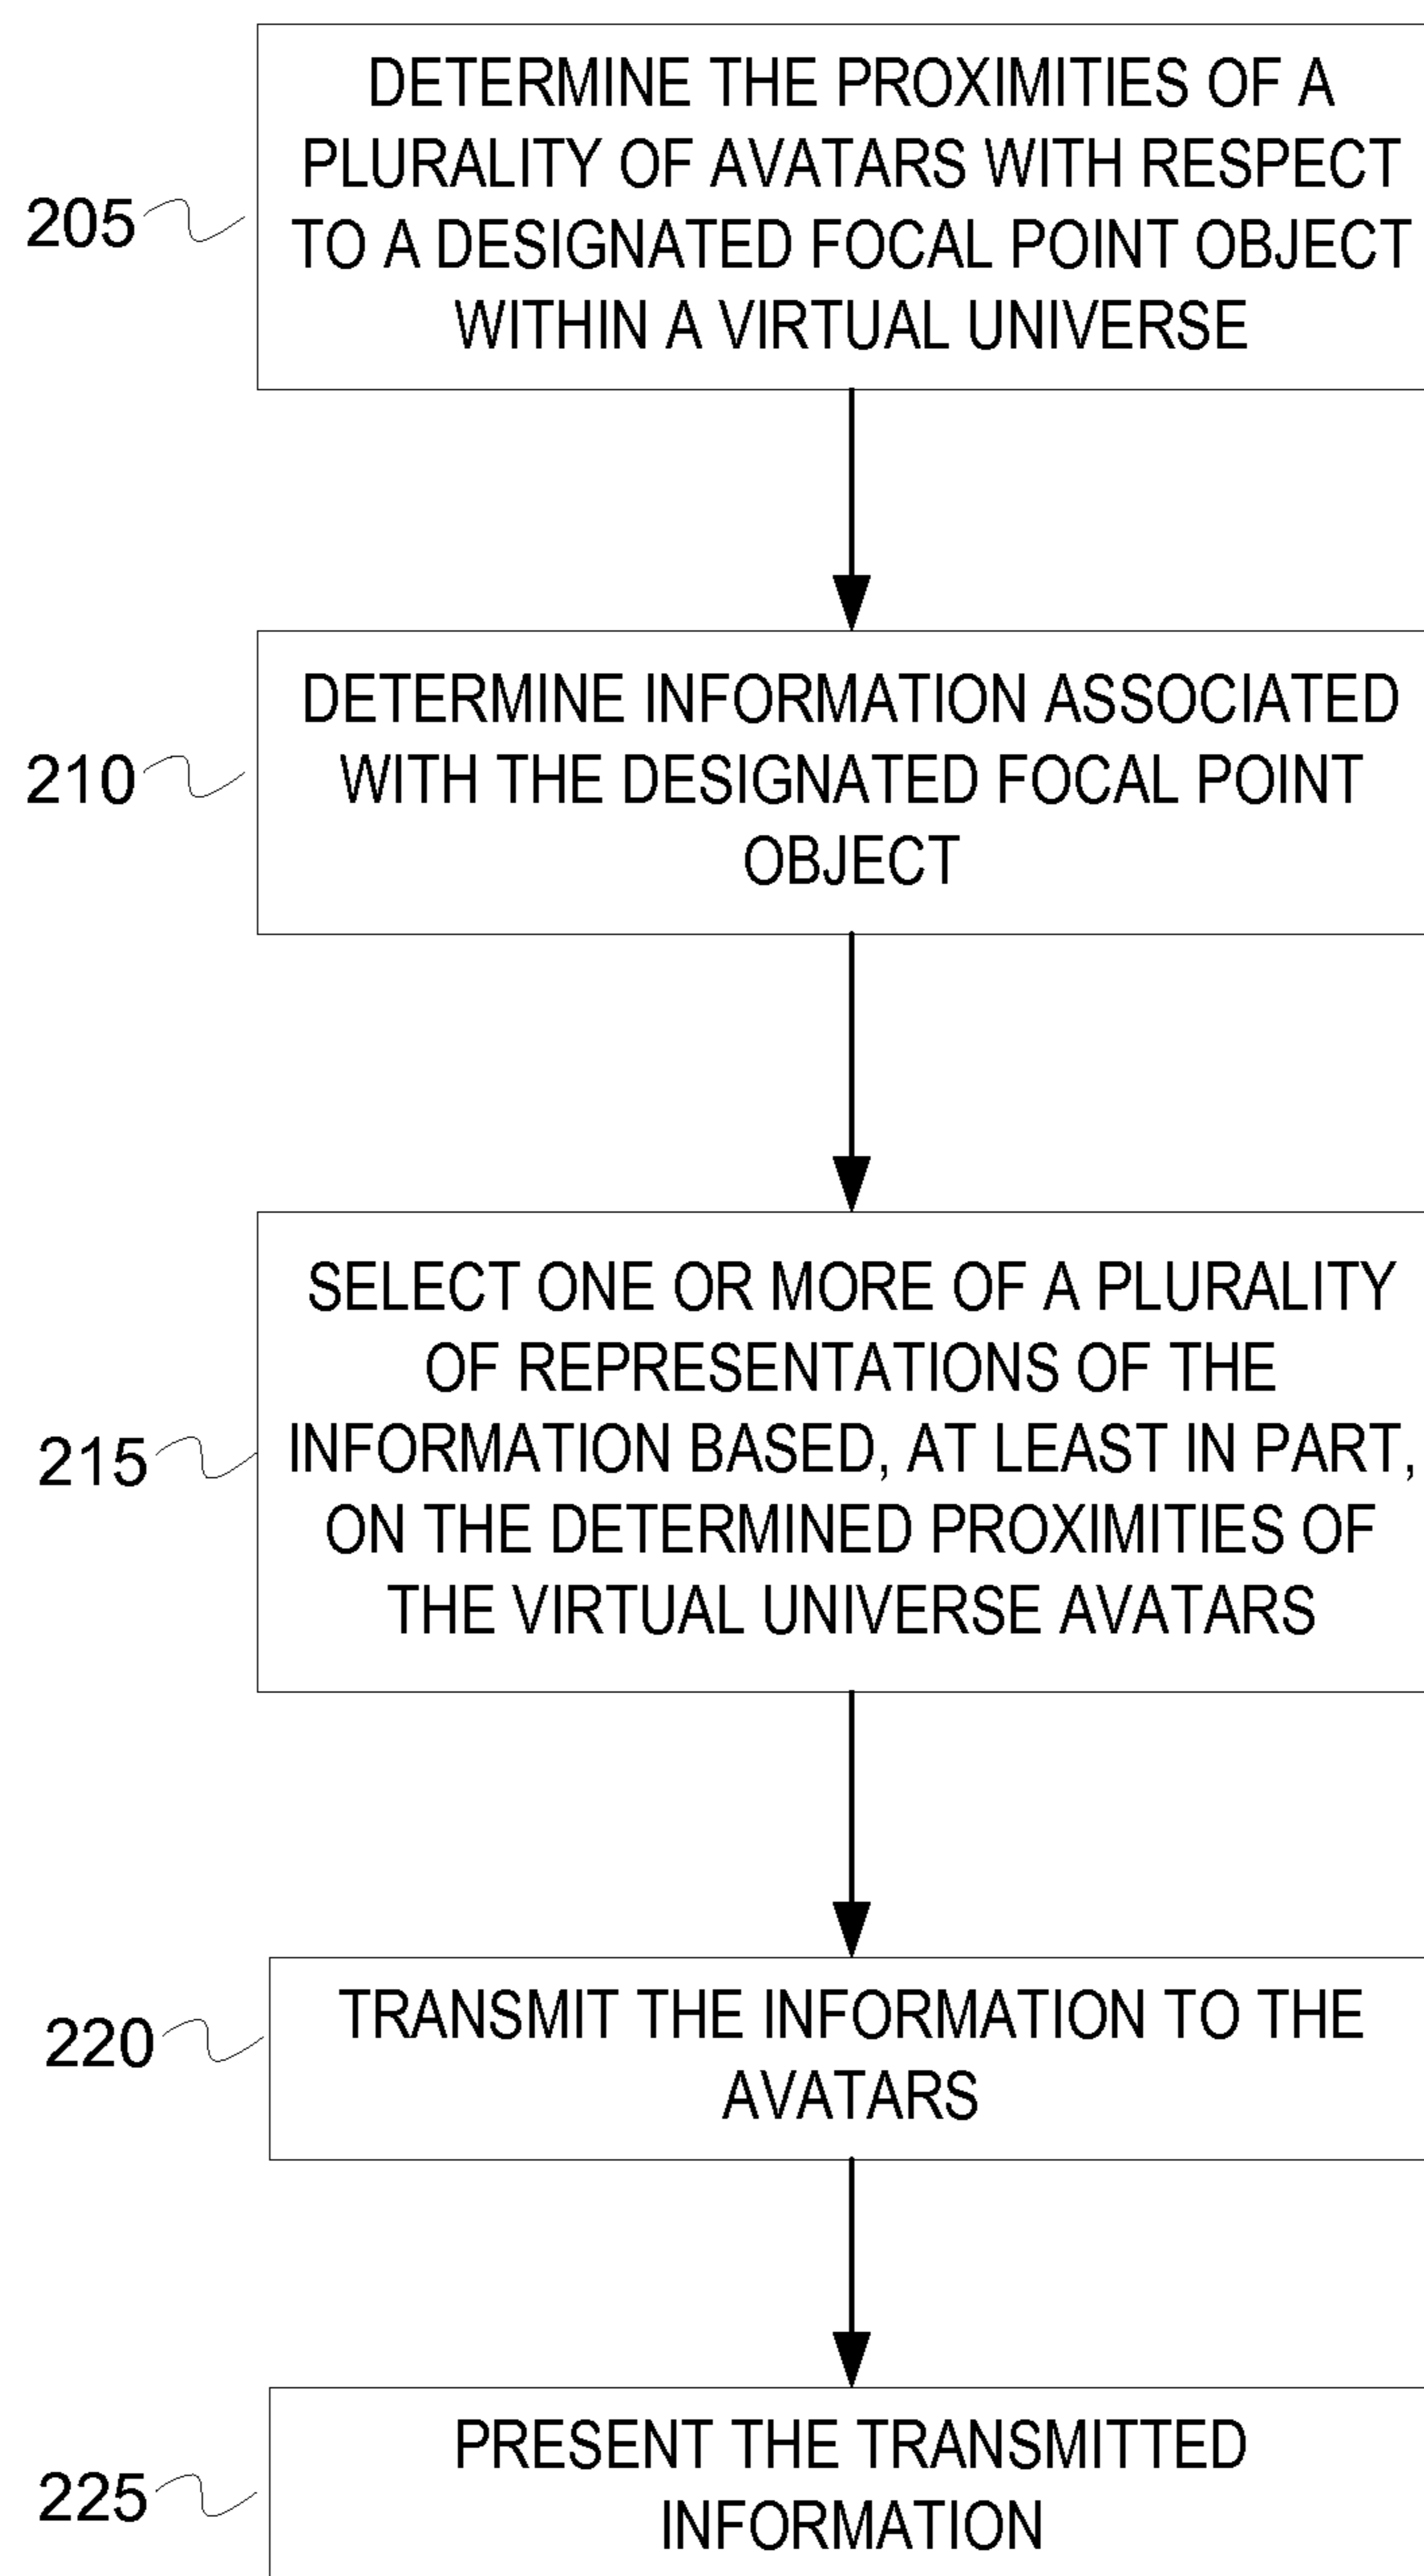 DETERMINE THE PROXIMITIES OF A
PLURALITY OF AVATARS WITH RESPECT
205
TO A DESIGNATED FOCAL POINT OBJECT
WITHIN A VIRTUAL UNIVERSE
DETERMINE INFORMATION ASSOCIATED
210
WITH THE DESIGNATED FOCAL POINT
OBJECT
SELECT ONE OR MORE OF A PLURALITY
OF REPRESENTATIONS OF THE
215
INFORMATION BASED, AT LEAST IN PART,
ON THE DETERMINED PROXIMITIES OF
THE VIRTUAL UNIVERSE AVATARS
220
TRANSMIT THE INFORMATION TO THE
AVATARS
225
PRESENT THE TRANSMITTED
INFORMATION